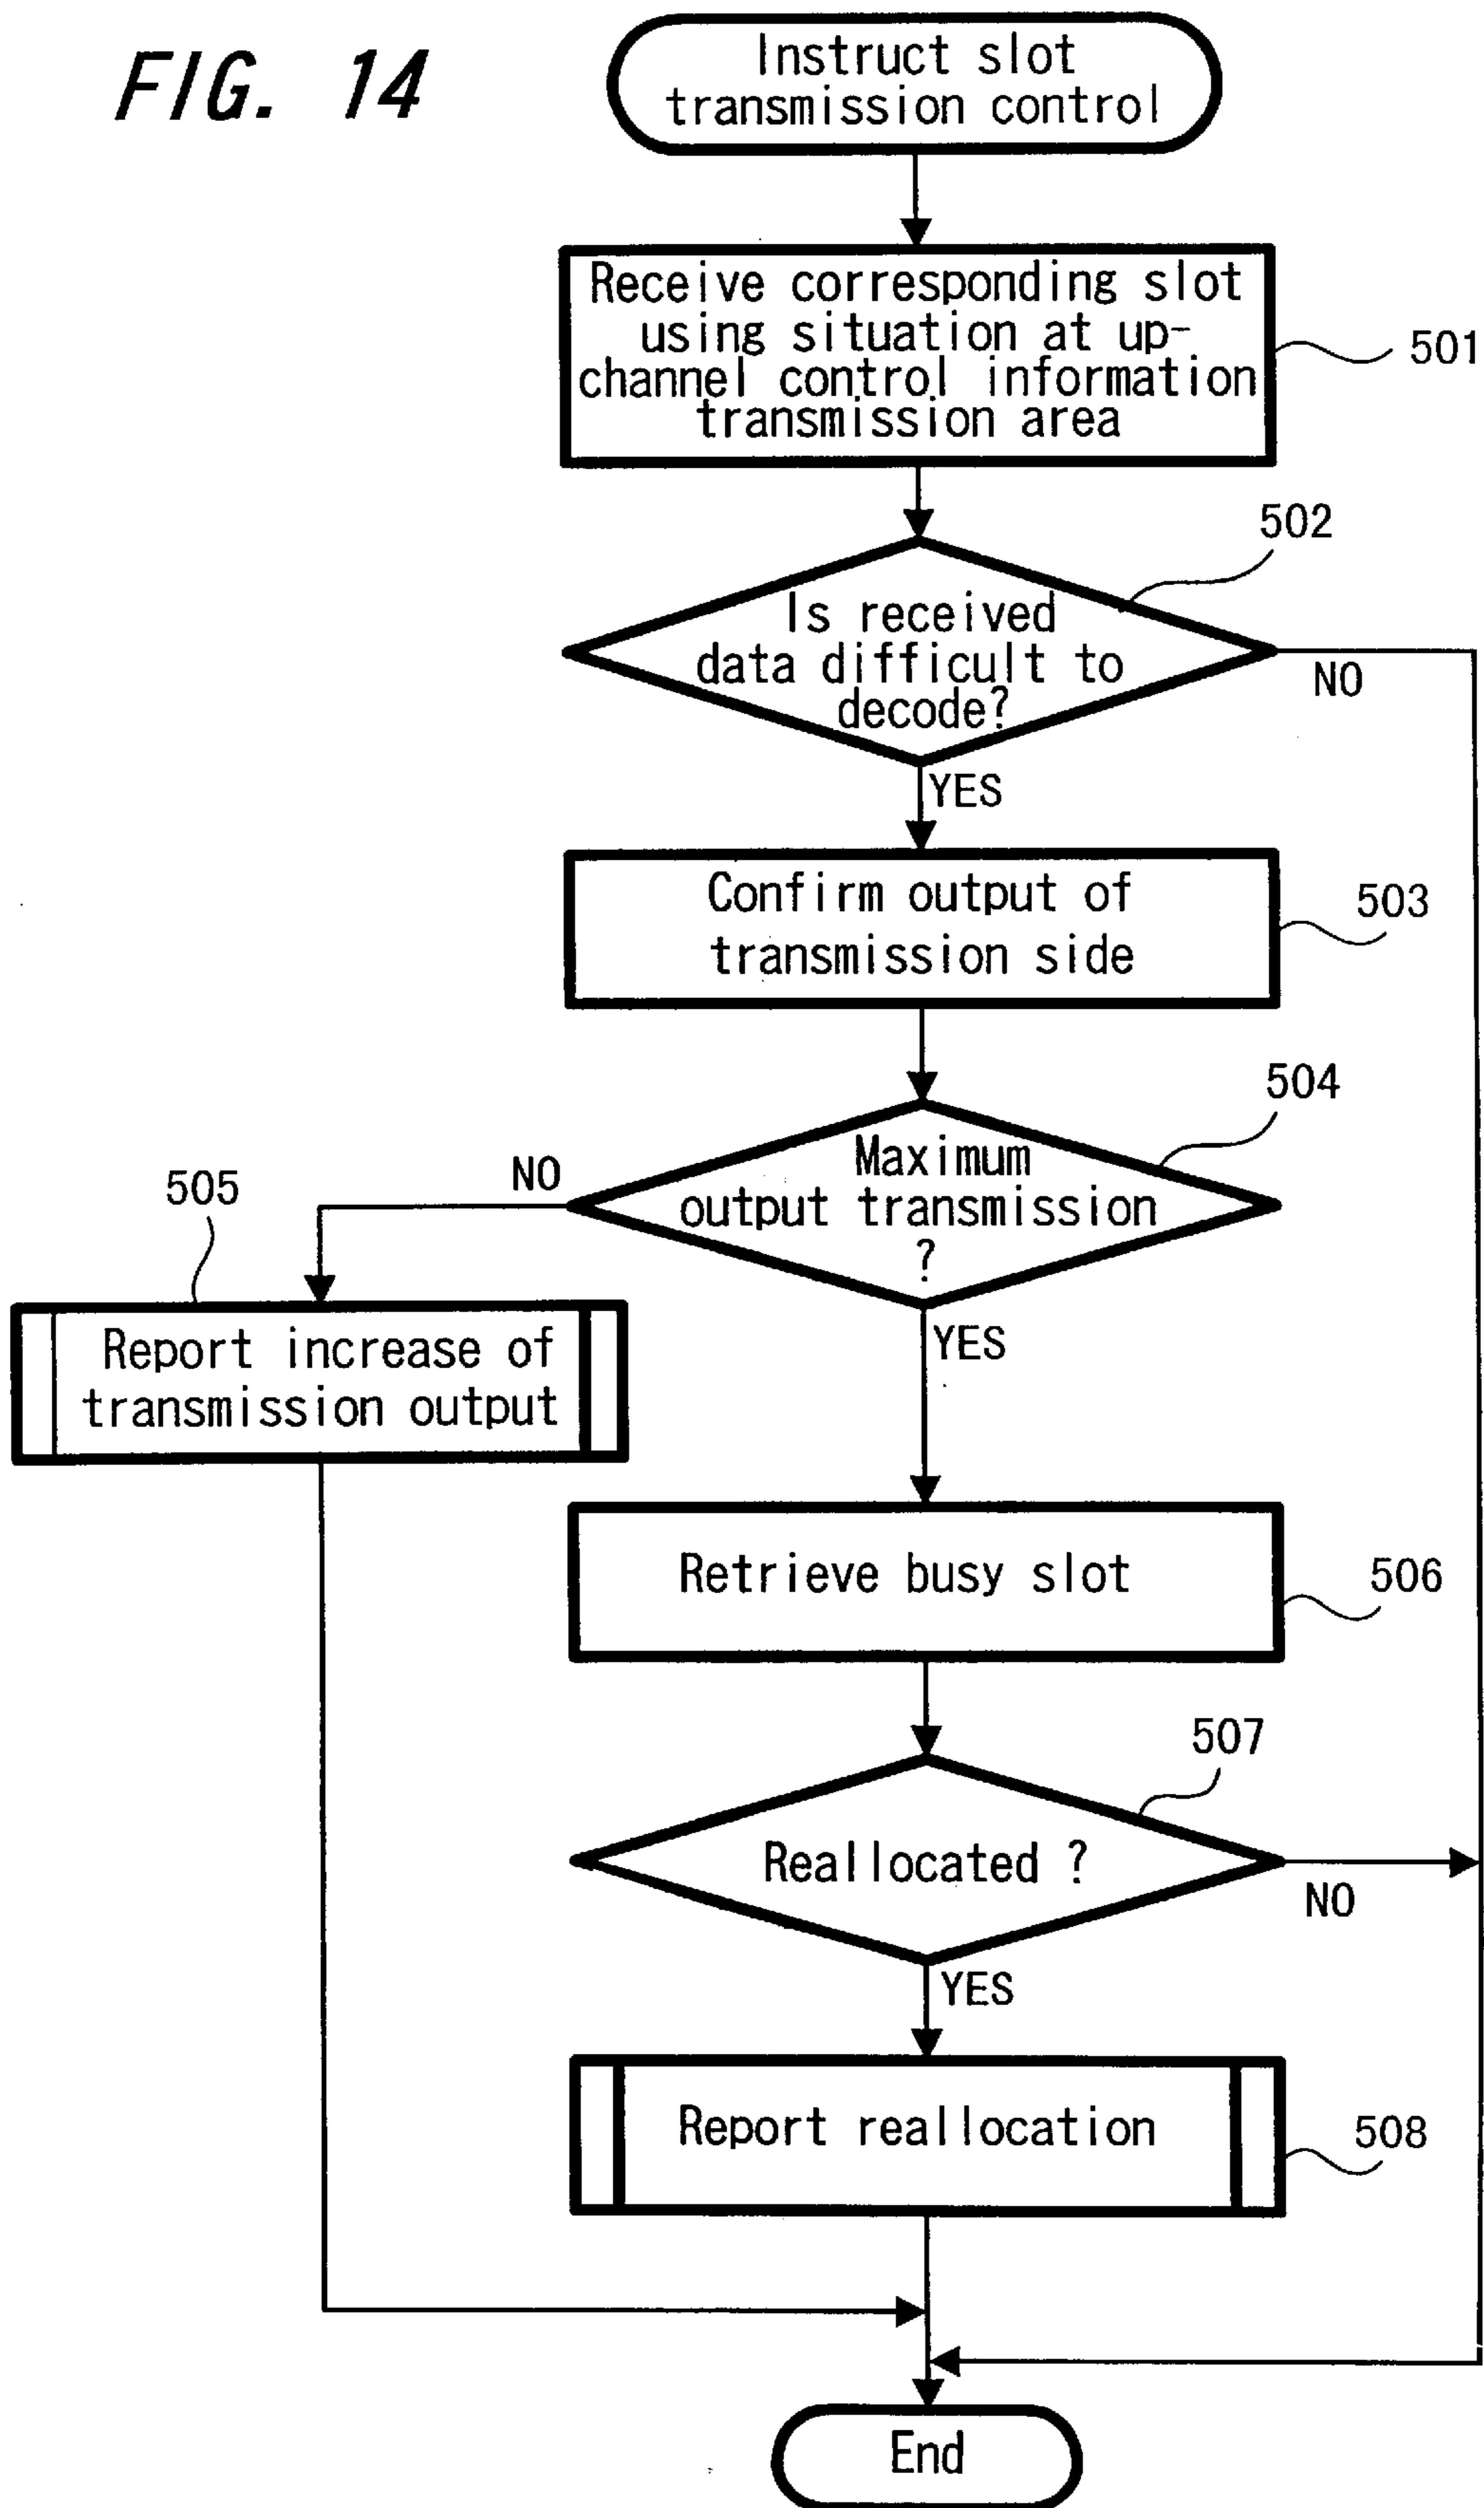 FIG. 14
Instruct slot
transmission control
Receive corresponding slot
using situation at up-
channel control information
transmission area
501
502
Is received
data difficult to
decode?
NO
YES
Confirm output of
transmission side
503
504
Maximum
output transmission
?
NO
505
YES
Report increase of
transmission output
Retrieve busy slot
506
507
Reallocated ?
NO
YES
Report reallocation
508
End